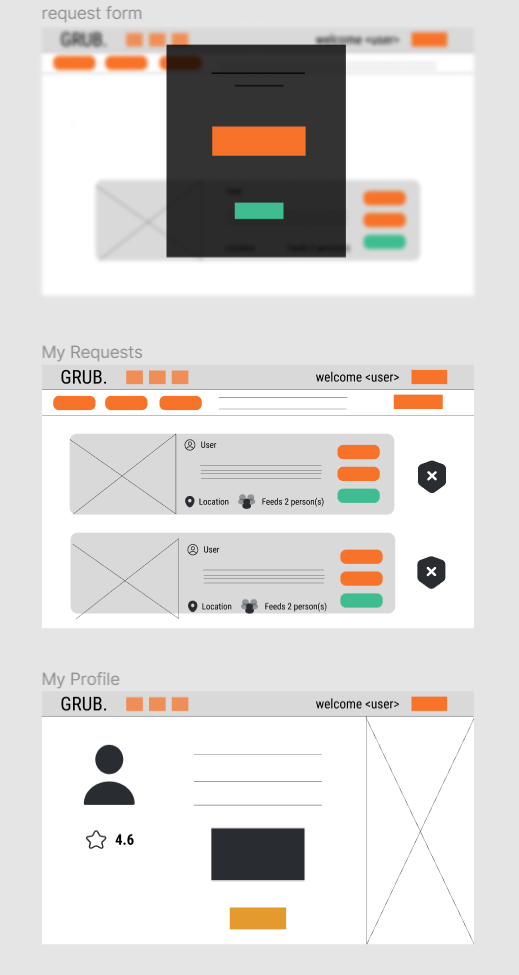 request form
GRUB.
welcome <user>
User
Location Feeds 2 person(s)
My Requests
GRUB.
welcome <user>
User
Location Feeds 2 person(s)
User
Location Feeds 2 person(s)
My Profile
GRUB.
welcome <user>
4.6